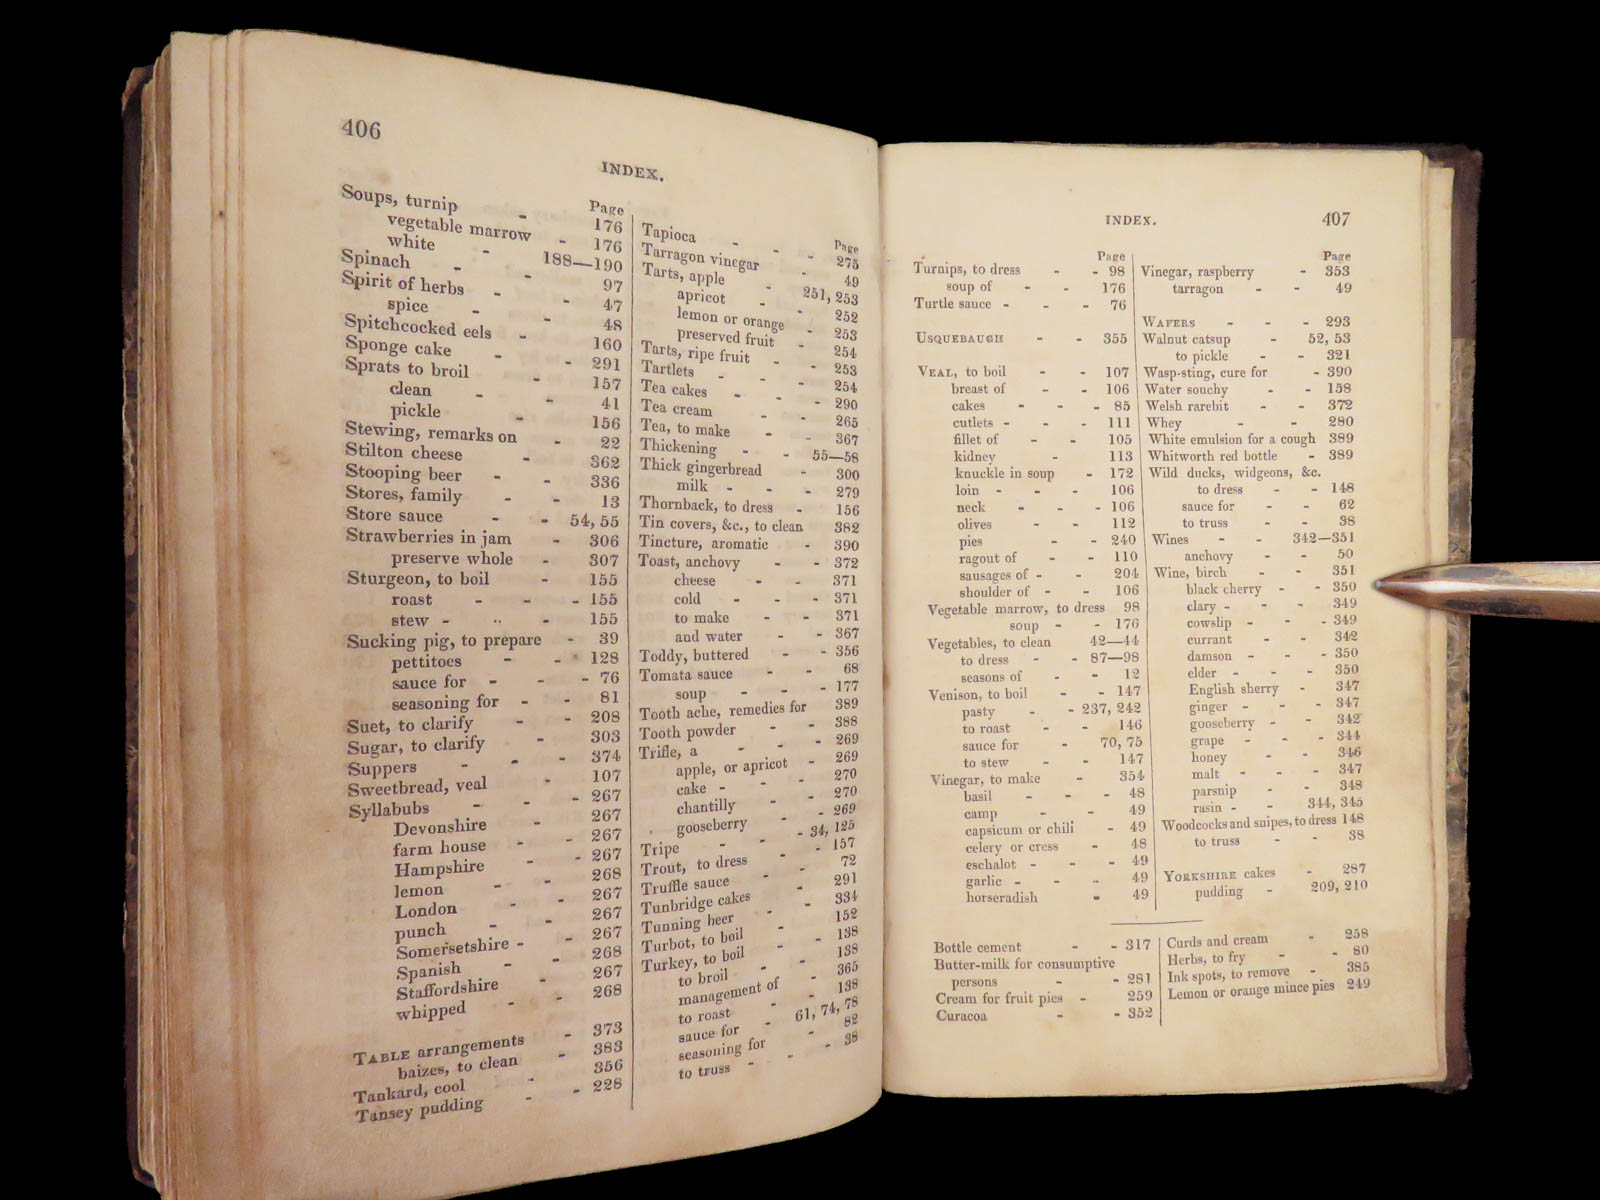 406
INDEX.
Page
Soups, turnip - 176
vegetable marrow - 176
white - 188—190
Spinach - - 97
Spirit of herbs - - 47
spice - - 48
Spitchcocked eels - 160
Sponge cake - - 291
Sprats to broil - 157
clean - - 41
pickle - 156
Stewing, remarks on - 22
Stilton cheese - 362
Stooping beer - - 336
Stores, family - - 13
Store sauce - - 54, 55
Strawberries in jam - 306
preserve whole - 307
Sturgeon, to boil - 155
roast - - - 155
stew - - - 155
Sucking pig, to prepare - 39
pettitoes - - 128
sauce for - - - 76
seasoning for - - 81
Suet, to clarify - - 208
Sugar, to clarify - 303
Suppers - - - 374
Sweetbread, veal - 107
Syllabubs - - - 267
Devonshire - 267
farm house - - 267
Hampshire - - 267
lemon - - 268
London - - 267
punch - - 267
Somersetshire - - 267
Spanish - - 268
Staffordshire - - 267
whipped - - 268
TABLE arrangements - 373
baizes, to clean - 383
Tankard, cool - 356
Tansey pudding - - 228
Page
Tapioca - - - 275
Tarragon vinegar - 49
Tarts, apple - 251, 253
apricot - - 252
lemon or orange - 253
preserved fruit - 254
Tarts, ripe fruit - - 253
Tartlets - - - 254
Tea cakes - - - 290
Tea cream - - 265
Tea, to make - - 367
Thickening - - 55—58
Thick gingerbread - 300
milk - - - 279
Thornback, to dress - 156
Tin covers, &c., to clean 382
Tincture, aromatic - 390
Toast, anchovy - - 372
cheese - - 371
cold - - - 371
to make - - 371
and water - - 367
Toddy, buttered - - 356
Tomata sauce - - 68
soup - - - 177
Tooth ache, remedies for 389
Tooth powder - - 388
Trifle, a - - - 269
apple, or apricot - 269
cake - - - 270
chantilly - - 270
gooseberry - - 269
Tripe - - - 34, 125
Trout, to dress - - 157
Truffle sauce - - 72
Tunbridge cakes - 291
Tunning beer - - 334
Turbot, to boil - 152
Turkey, to boil - - 138
to broil - - 138
management of - 365
to roast - - 138
sauce for - 61, 74, 78
seasoning for - 82
to truss - - - 38
INDEX. 407
Page
Turnips, to dress - - 98
soup of - - 176
Turtle sauce - - - 76
USQUEBAUGH - - 355
VEAL, to boil - - 107
breast of - - 106
cakes - - - 85
cutlets - - - 111
fillet of - - 105
kidney - 113
knuckle in soup - 172
loin - - - 106
neck - - - 106
olives - - 112
pies - - 240
ragout of - - 110
sausages of - - 204
shoulder of - - 106
Vegetable marrow, to dress 98
soup - - 176
Vegetables, to clean 42—44
to dress - - 87—98
seasons of - - 12
Venison, to boil - - 147
pasty - - 237, 242
to roast - - 146
sauce for - 70, 75
to stew - - 147
Vinegar, to make - 354
basil - - - 48
camp - - 49
capsicum or chili - 49
celery or cress - 48
eschalot - - - 49
garlic - - - 49
horseradish - 49
Page
Vinegar, raspberry - 353
tarragon - - 49
WAFERS - - - 293
Walnut catsup - 52, 53
to pickle - - 321
Wasp-sting, cure for - 390
Water souchy - - 158
Welsh rarebit - - 372
Whey - - 280
White emulsion for a cough 389
Whitworth red bottle - 389
Wild ducks, widgeons, &c.
to dress - - 148
sauce for - - 62
to truss - - 38
Wines - - 342—351
anchovy - - 50
Wine, birch - - 351
black cherry - - 350
clary - - - 349
cowslip - - - 349
currant - - 342
damson - - - 350
elder - - - 350
English sherry - 347
ginger - - - 347
gooseberry - - 342
grape - - - 344
honey - - 346
malt - - - 347
parsnip - - 348
rasin - - 344, 345
Woodcocks and snipes, to dress 148
to truss - - 38
YORKSHIRE cakes - 287
pudding - 209, 210
Bottle cement - - 317
Butter-milk for consumptive
persons - - 281
Cream for fruit pies - 259
Curacoa - - 352
Curds and cream - 258
Herbs, to fry - - 80
Ink spots, to remove - 385
Lemon or orange mince pies 249